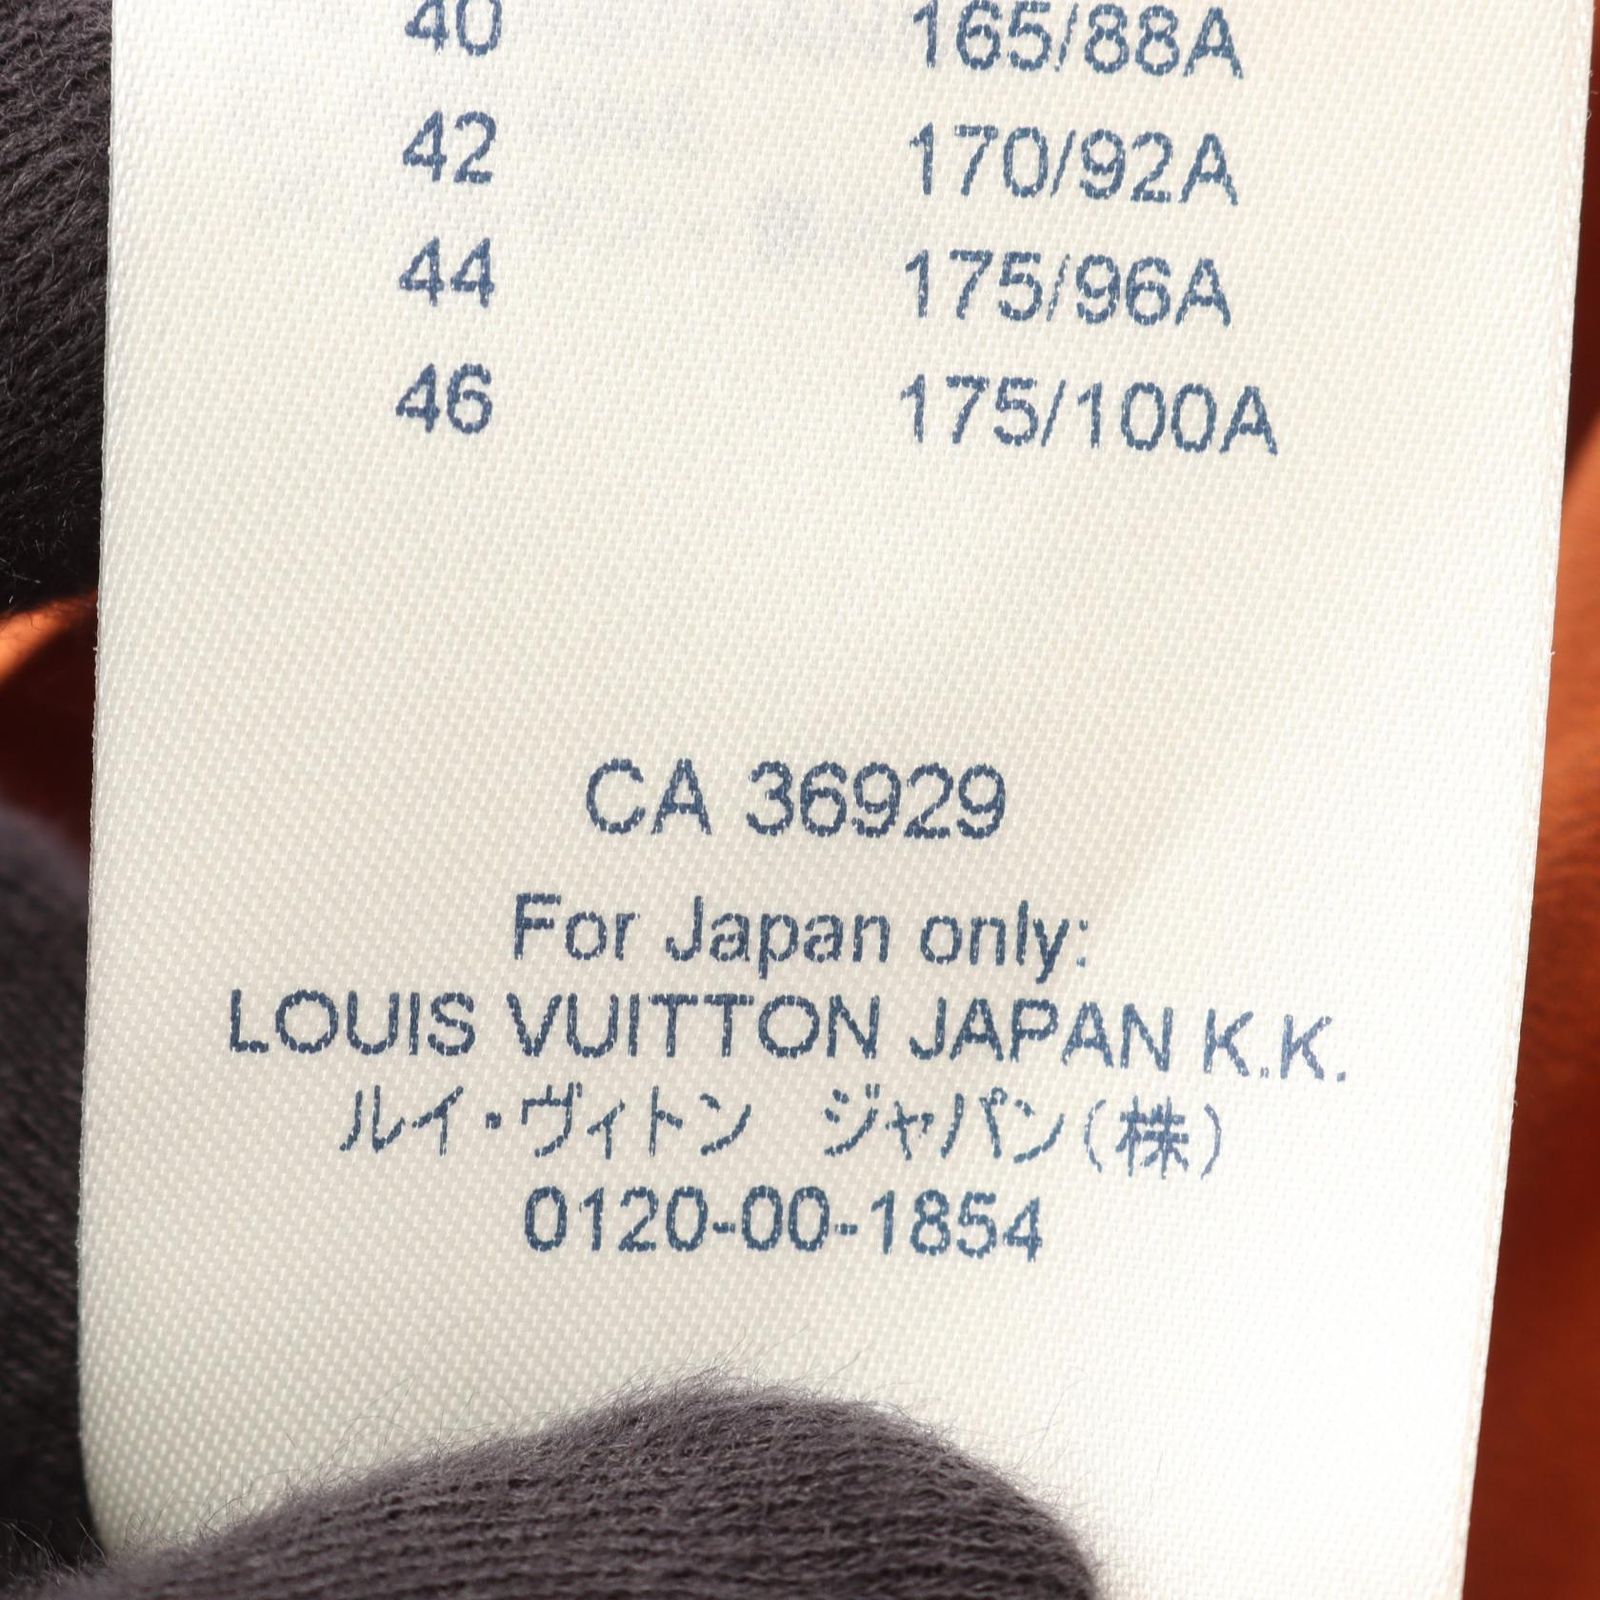 40 165/88A
42 170/92A
44 175/96A
46 175/100A
CA 36929
For Japan only:
LOUIS VUITTON JAPAN K.K.
ルイ・ヴィトン ジャパン(株)
0120-00-1854